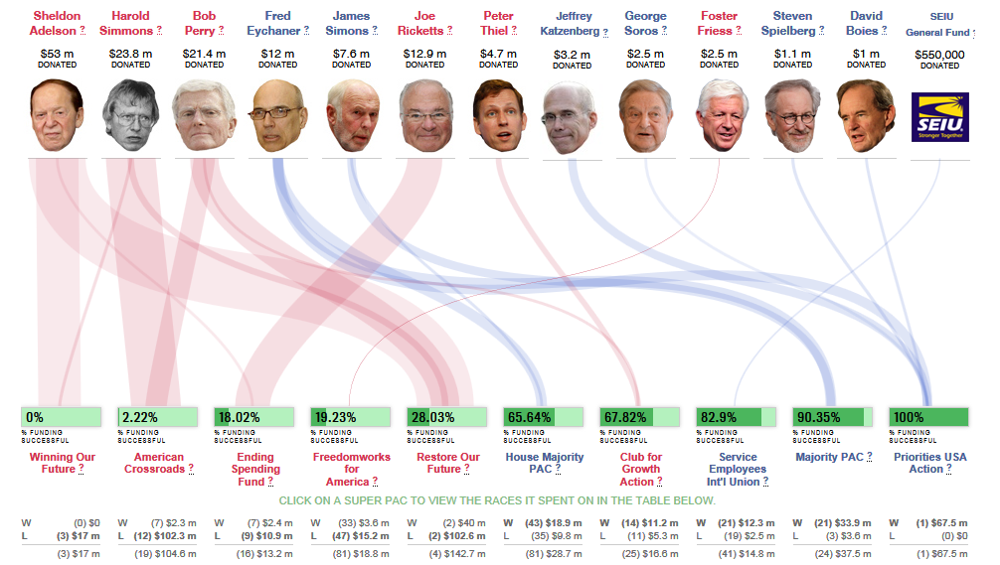 Sheldon Adelson ?
$53 m
DONATED
Harold Simmons ?
$23.8 m
DONATED
Bob Perry ?
$21.4 m
DONATED
Fred Eychaner ?
$12 m
DONATED
James Simons ?
$7.6 m
DONATED
Joe Ricketts ?
$12.9 m
DONATED
Peter Thiel ?
$4.7 m
DONATED
Jeffrey Katzenberg ?
$3.2 m
DONATED
George Soros ?
$2.5 m
DONATED
Foster Friess ?
$2.5 m
DONATED
Steven Spielberg ?
$1.1 m
DONATED
David Boies ?
$1 m
DONATED
SEIU
General Fund ?
$550,000
DONATED
SEIU
Stronger Together
0%
% FUNDING
SUCCESSFUL
Winning Our
Future ?
2.22%
% FUNDING
SUCCESSFUL
American
Crossroads ?
18.02%
% FUNDING
SUCCESSFUL
Ending
Spending
Fund ?
19.23%
% FUNDING
SUCCESSFUL
Freedomworks
for
America ?
28.03%
% FUNDING
SUCCESSFUL
Restore Our
Future ?
65.64%
% FUNDING
SUCCESSFUL
House Majority
PAC ?
67.82%
% FUNDING
SUCCESSFUL
Club for
Growth
Action ?
82.9%
% FUNDING
SUCCESSFUL
Service
Employees
Int'l Union ?
90.35%
% FUNDING
SUCCESSFUL
Majority PAC ?
100%
% FUNDING
SUCCESSFUL
Priorities USA
Action ?
CLICK ON A SUPER PAC TO VIEW THE RACES IT SPENT ON IN THE TABLE BELOW.
W (0) $0 W (7) $2.3 m W (7) $2.4 m W (33) $3.6 m W (2) $40 m W (43) $18.9 m W (14) $11.2 m W (21) $12.3 m W (21) $33.9 m W (1) $67.5 m
L (3) $17 m L (12) $102.3 m L (9) $10.9 m L (47) $15.2 m L (2) $102.6 m L (35) $9.8 m L (11) $5.3 m L (19) $2.5 m L (3) $3.6 m L (0) $0
(3) $17 m (19) $104.6 m (16) $13.2 m (81) $18.8 m (4) $142.7 m (81) $28.7 m (25) $16.6 m (41) $14.8 m (24) $37.5 m (1) $67.5 m